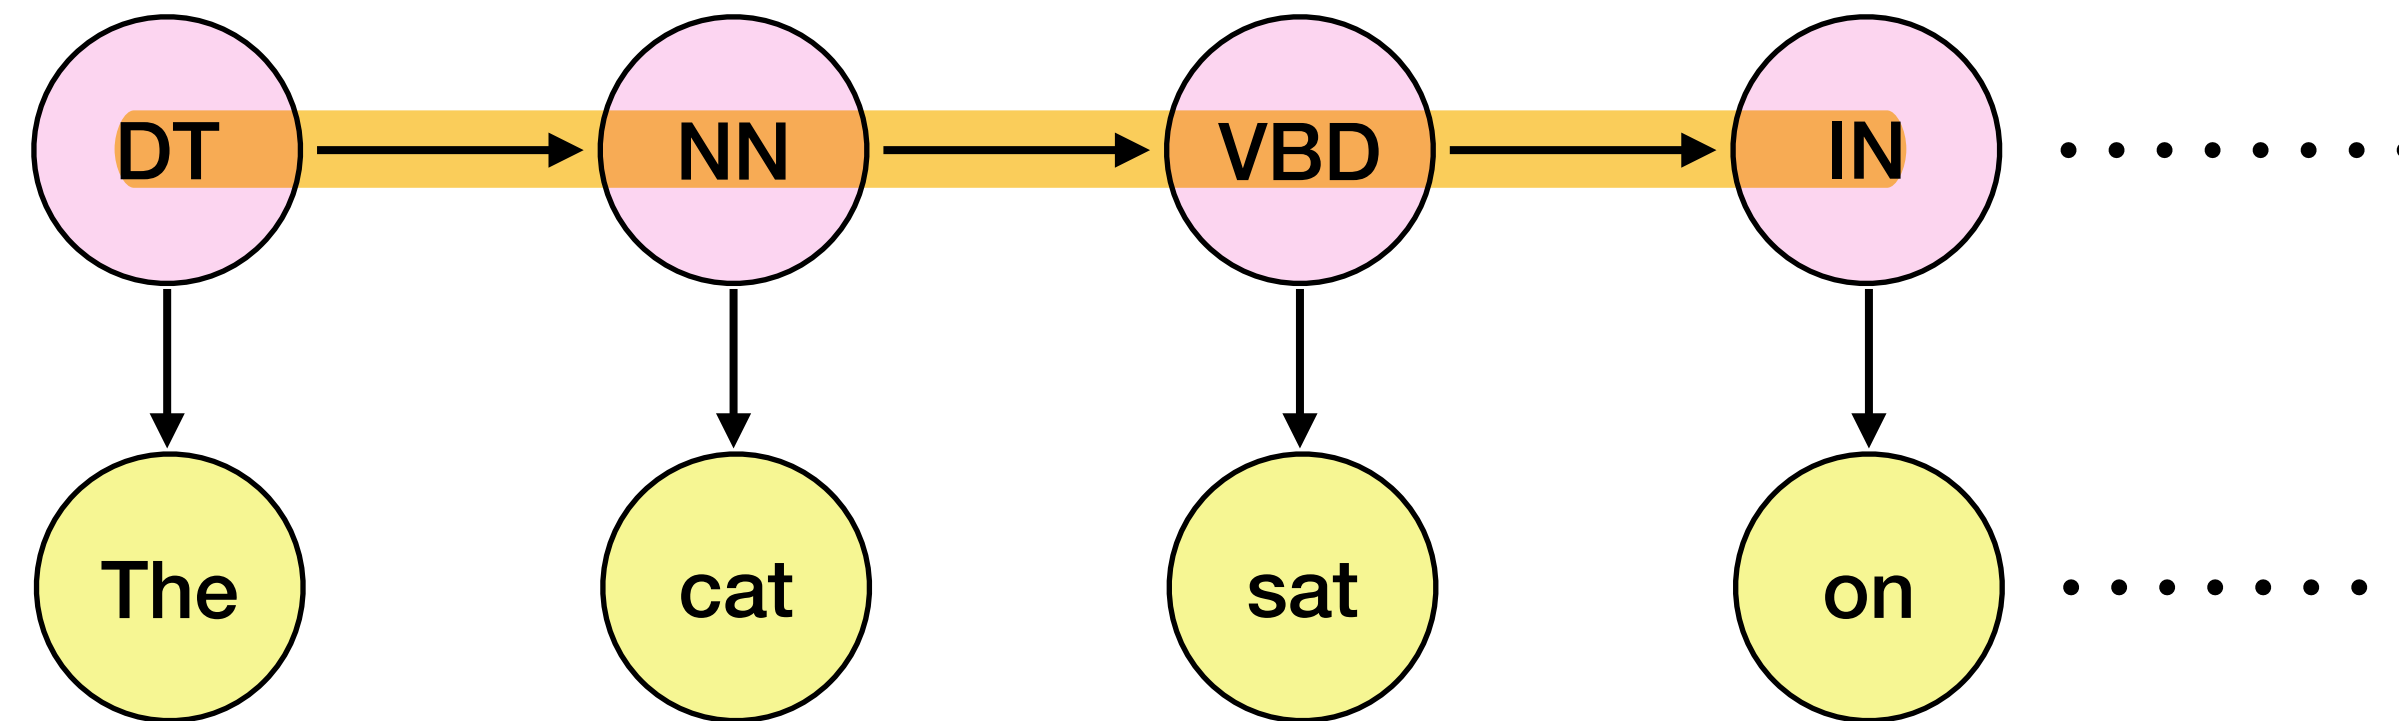 DT NN VBD IN
The cat sat on